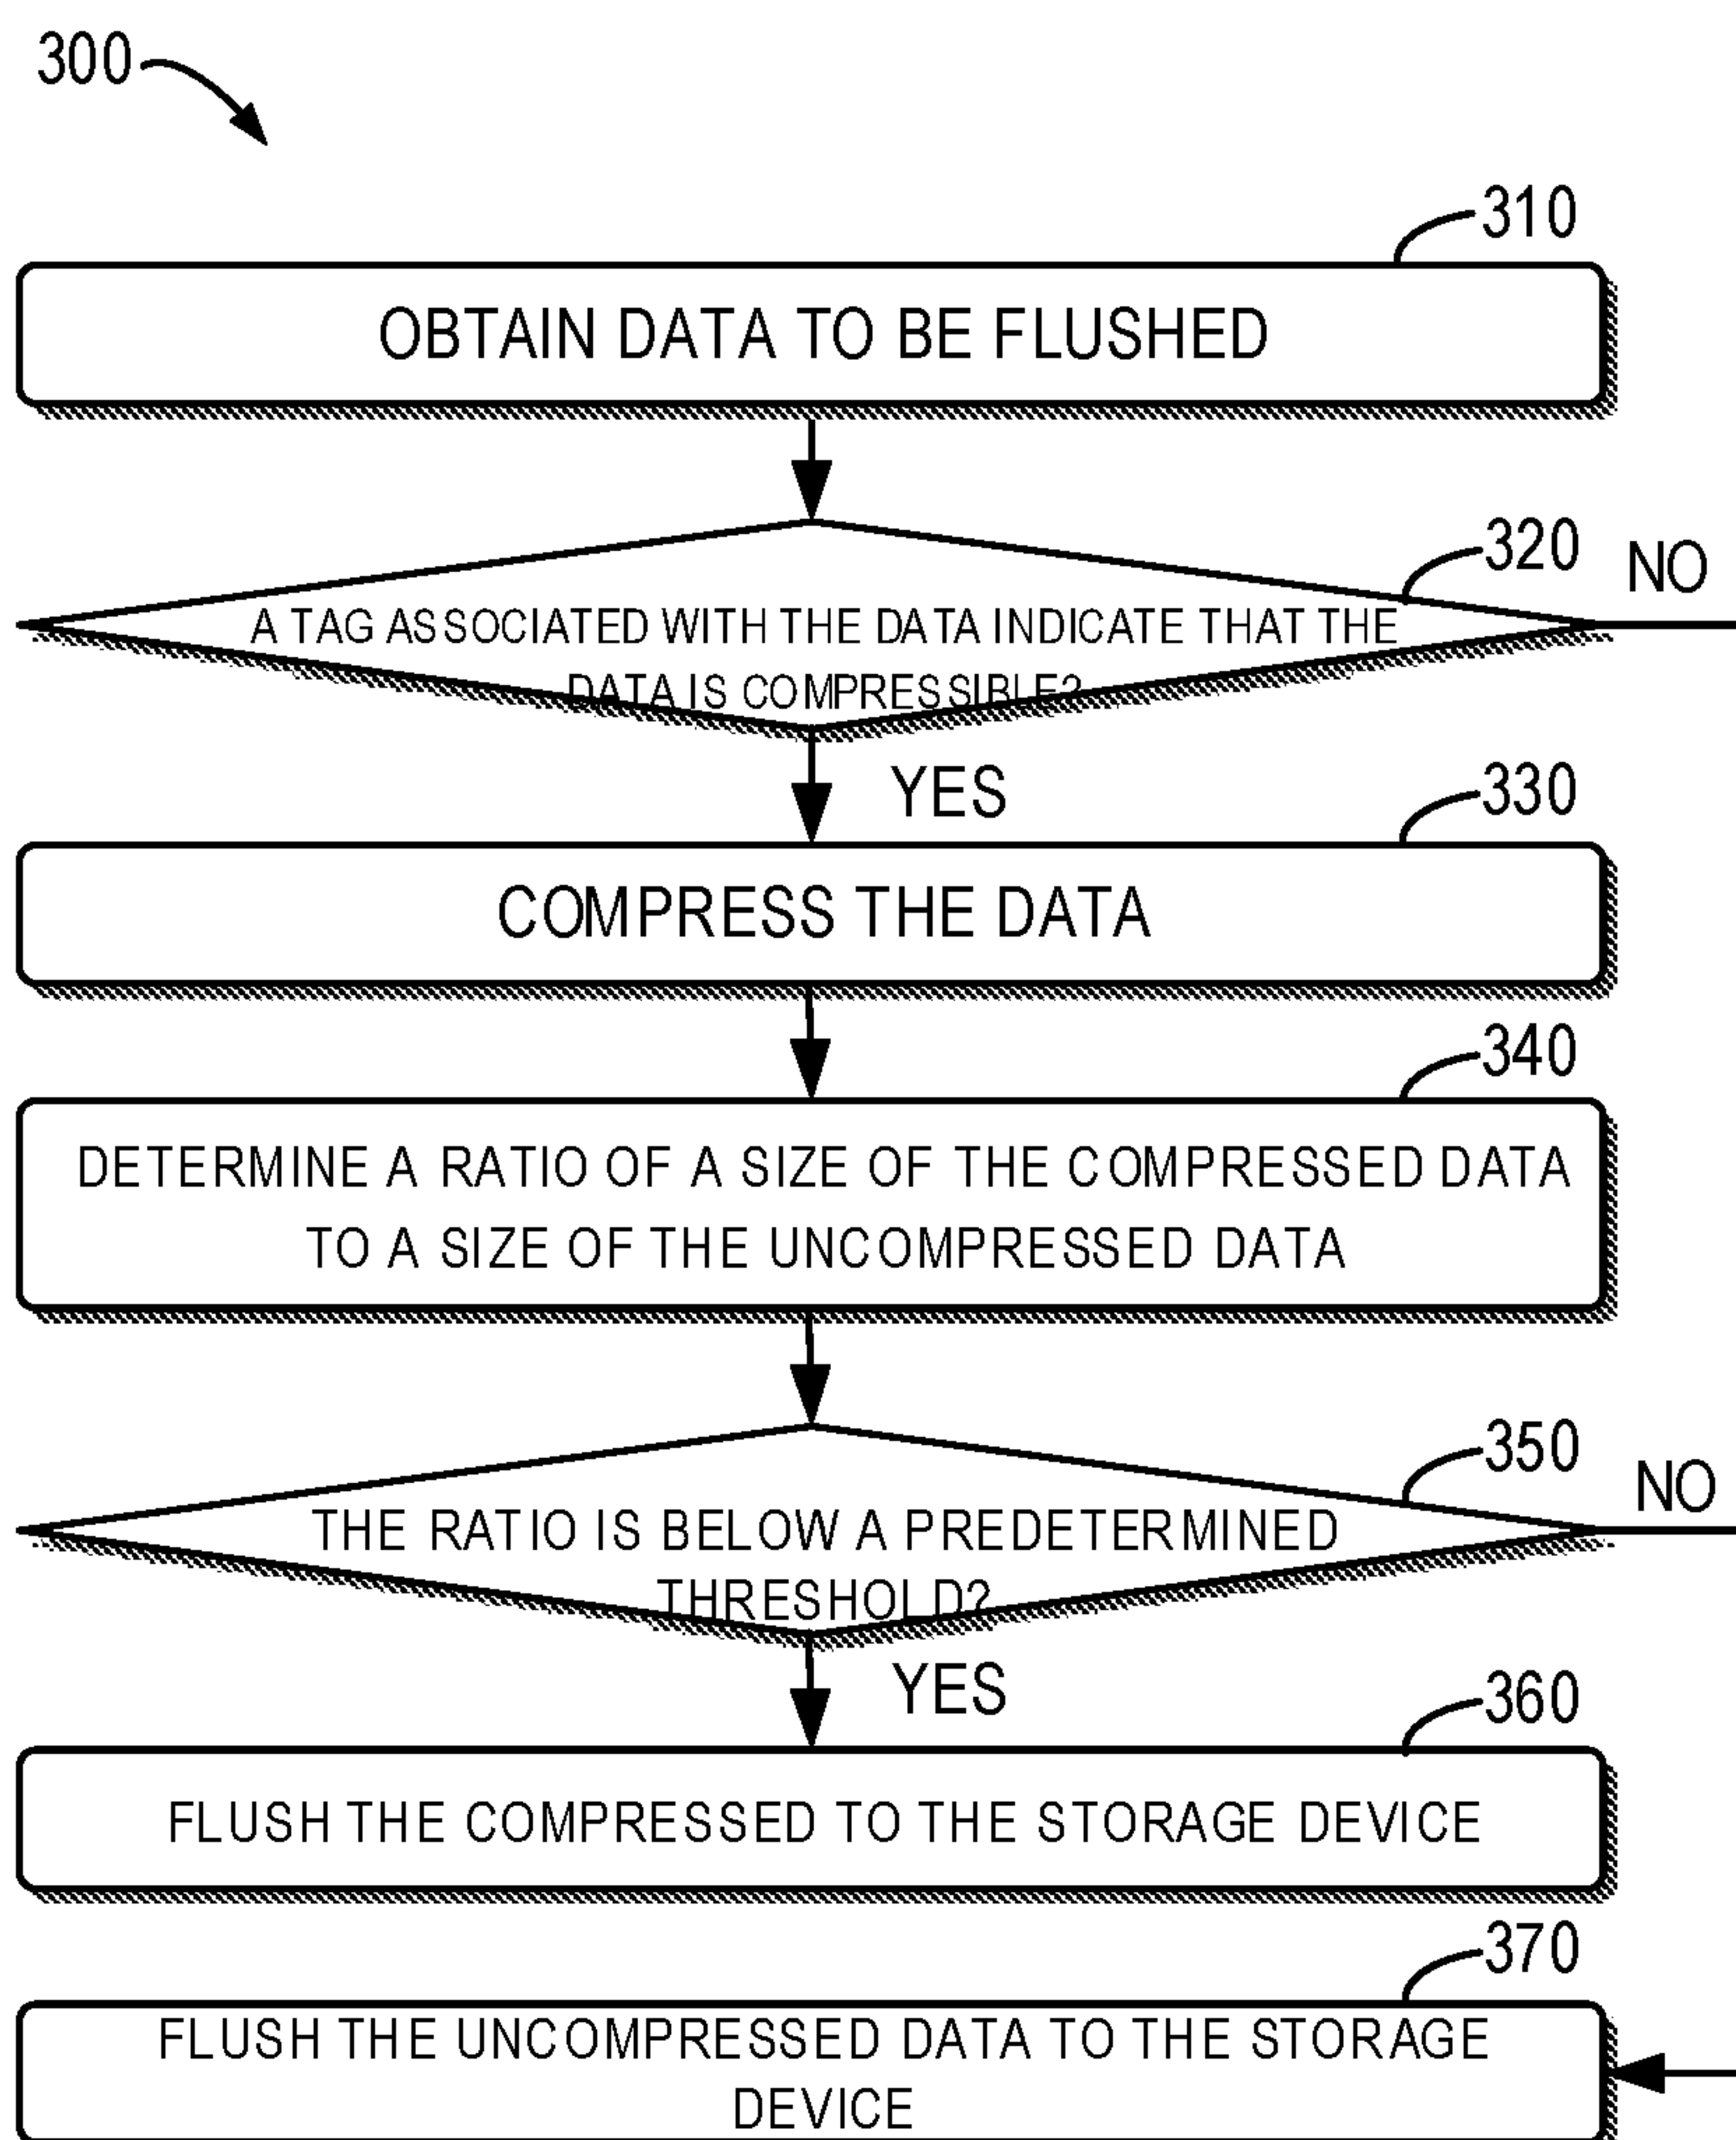 300
310
OBTAIN DATA TO BE FLUSHED
320
NO
A TAG ASSOCIATED WITH THE DATA INDICATE THAT THE
DATA IS COMPRESSIBLE?
YES
330
COMPRESS THE DATA
340
DETERMINE A RATIO OF A SIZE OF THE COMPRESSED DATA
TO A SIZE OF THE UNCOMPRESSED DATA
350
NO
THE RATIO IS BELOW A PREDETERMINED
THRESHOLD?
YES
360
FLUSH THE COMPRESSED TO THE STORAGE DEVICE
370
FLUSH THE UNCOMPRESSED DATA TO THE STORAGE
DEVICE